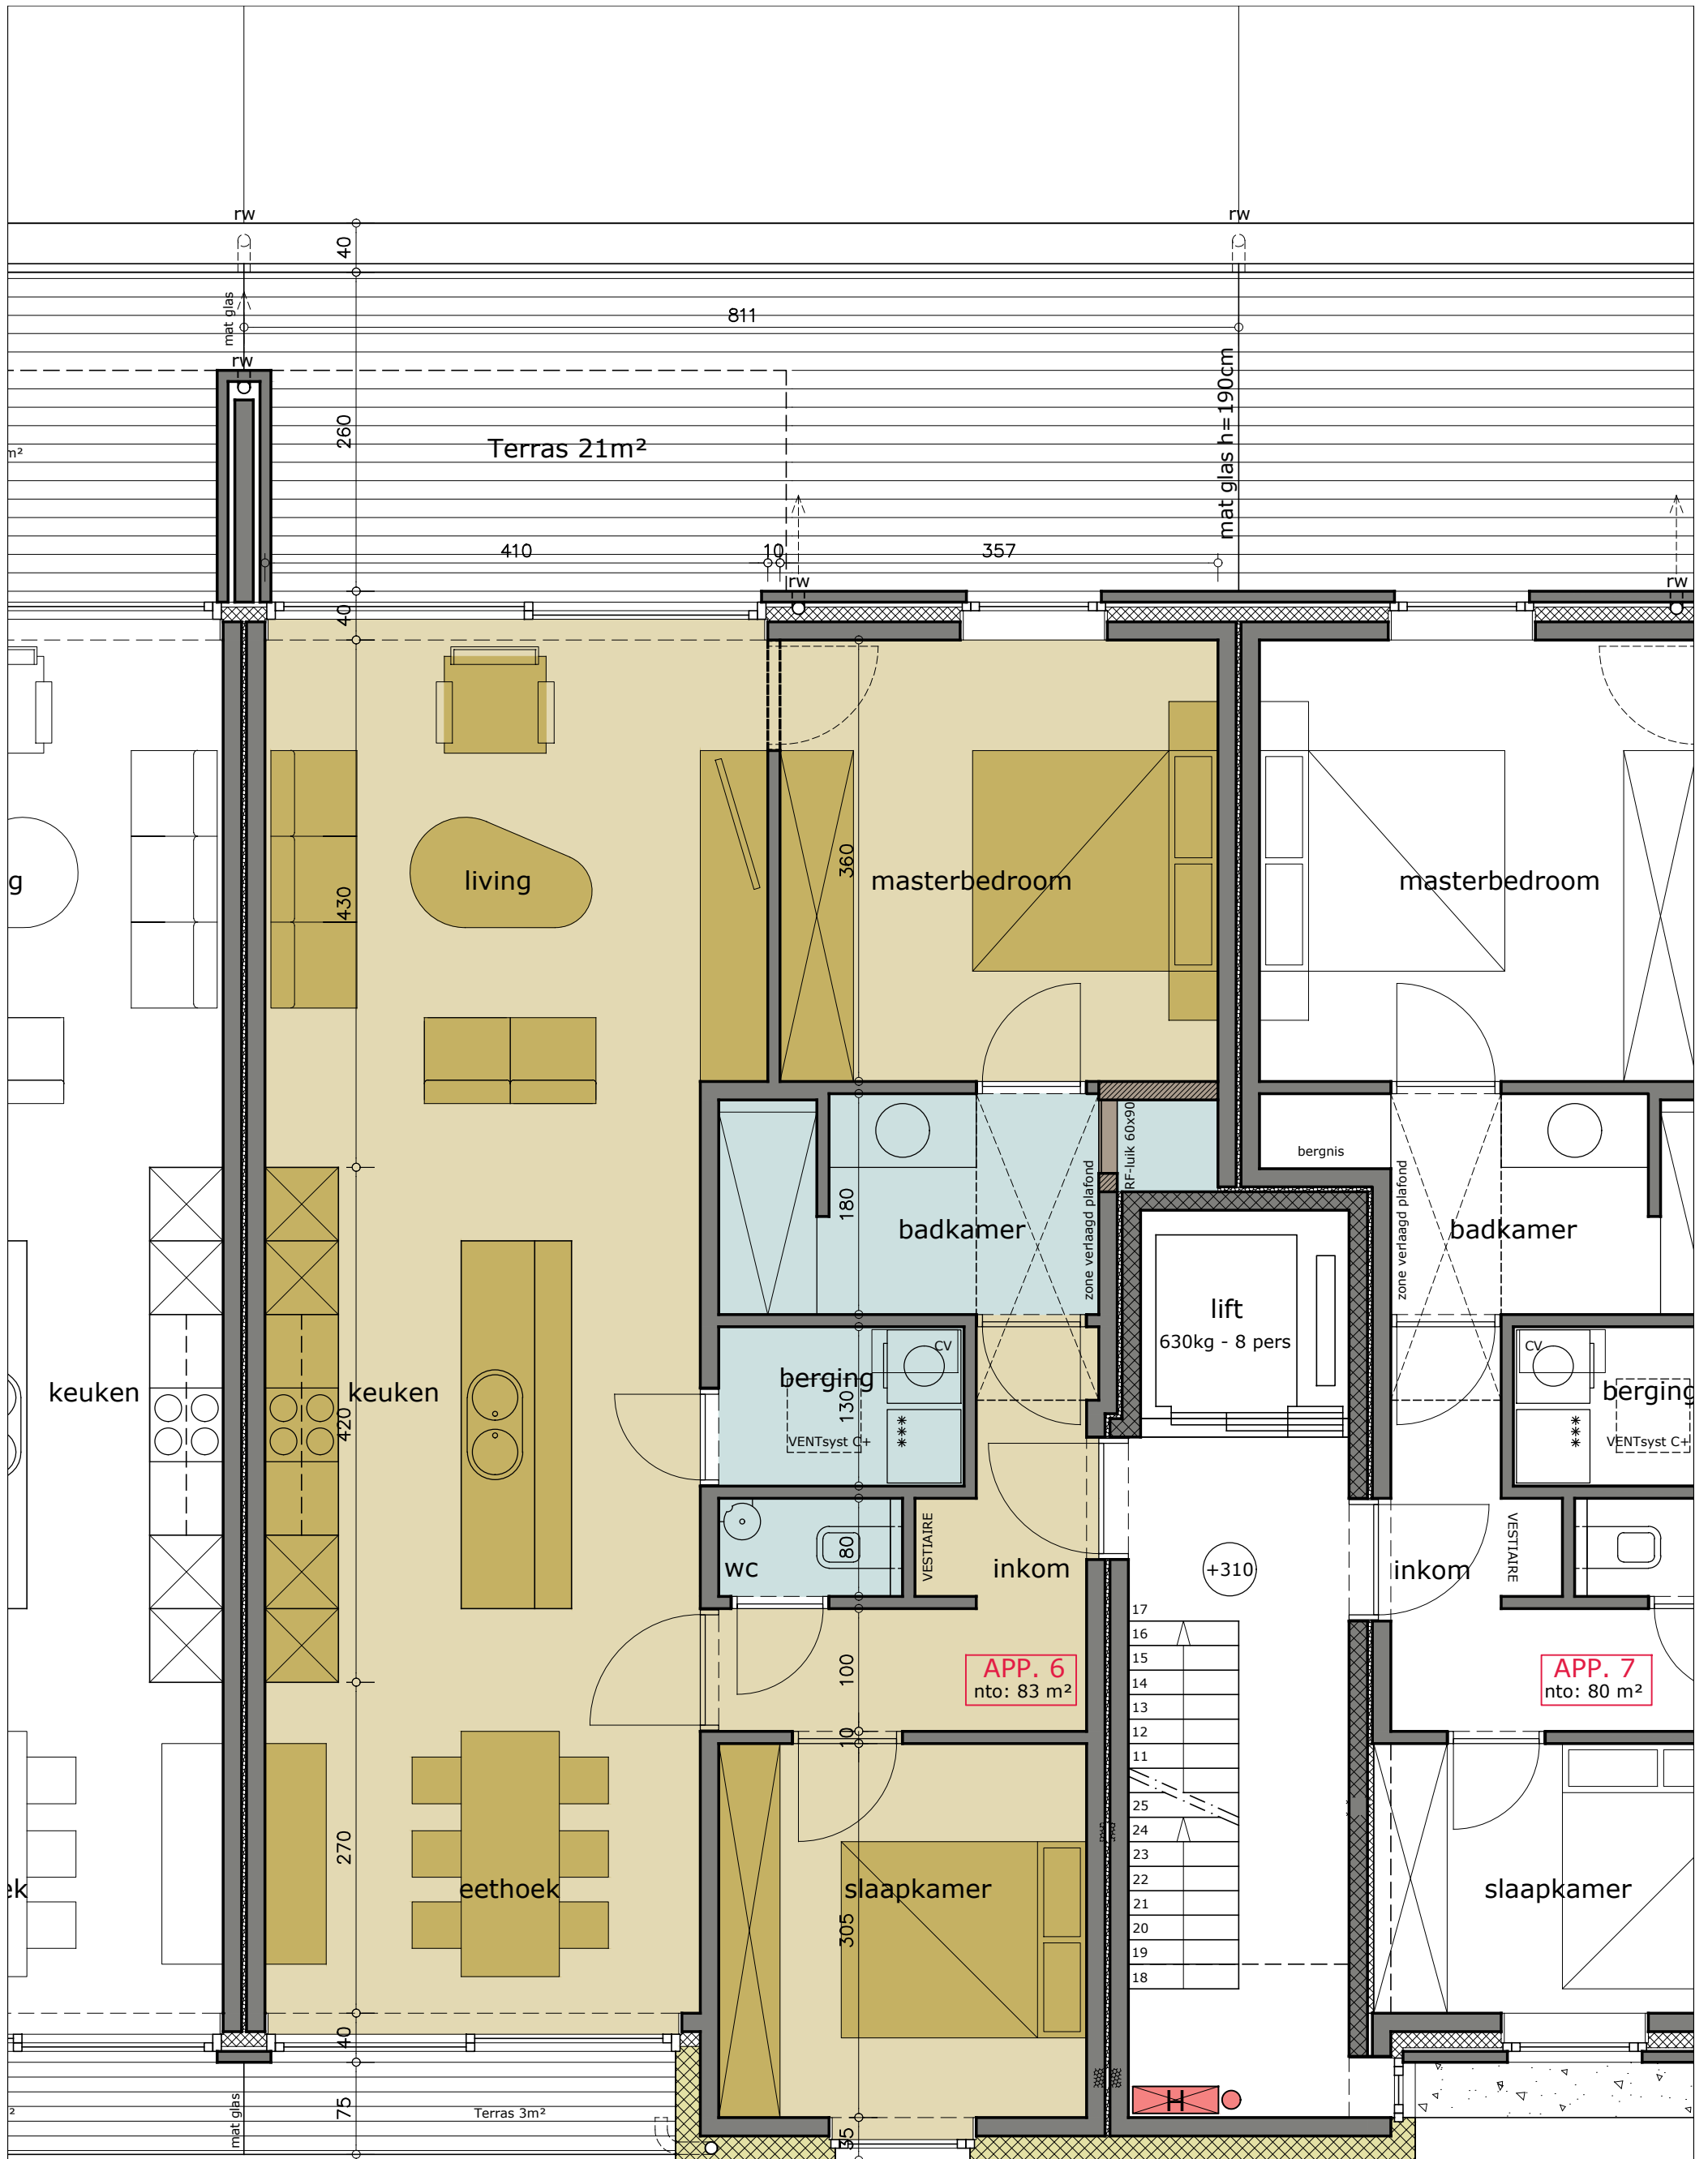 rw
rw
40
mat glas
811
rw
mat glas h=190cm
260
Terras 21m²
m²
410
10
357
rw
rw
40
g
living
430
360
masterbedroom
masterbedroom
RF-luik 60x90
bergnis
zone verlaagd plafond
zone verlaagd plafond
180
badkamer
badkamer
lift
630kg - 8 pers
CV
CV
keuken
keuken
420
berging
130
berging
VENTsyst C+
VENTsyst C+
***
***
VESTIAIRE
VESTIAIRE
80
wc
inkom
+310
inkom
17
16
15
14
13
12
11
25
24
23
22
21
20
19
18
100
APP. 6
nto: 83 m²
APP. 7
nto: 80 m²
10
270
ek
eethoek
slaapkamer
slaapkamer
305
40
75
mat glas
Terras 3m²
²
H
35